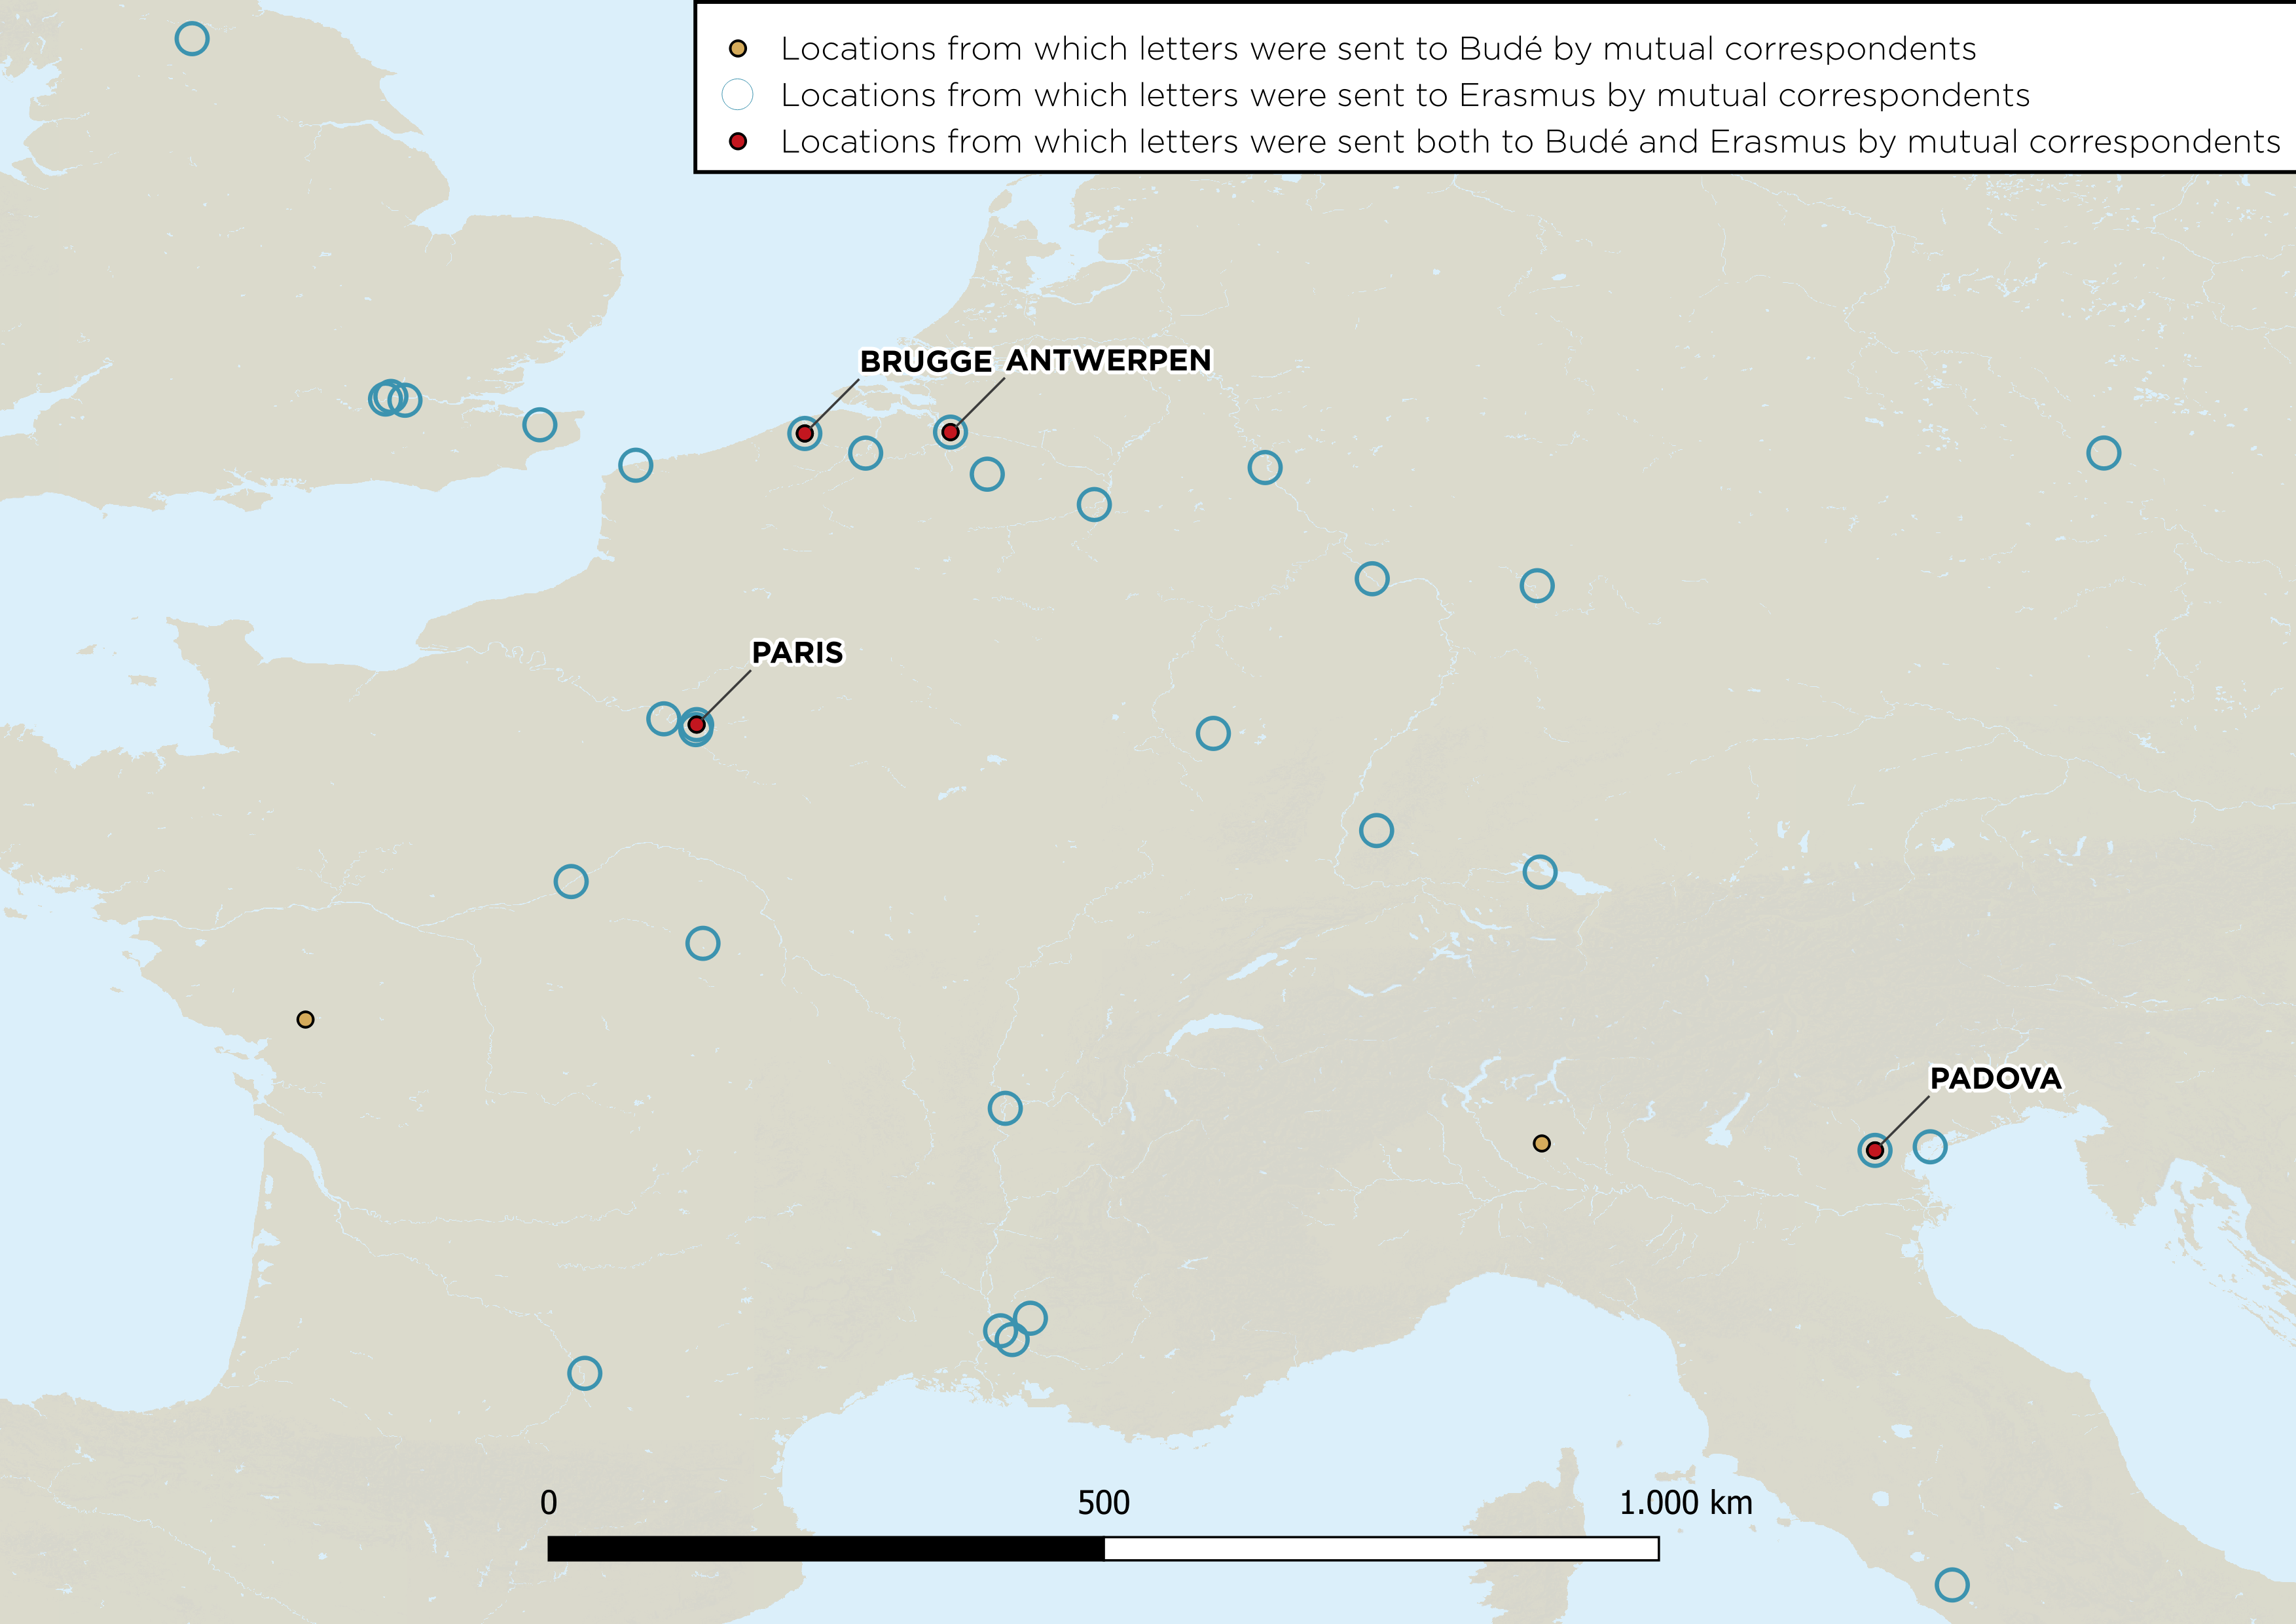 Locations from which letters were sent to Budé by mutual correspondents
Locations from which letters were sent to Erasmus by mutual correspondents
Locations from which letters were sent both to Budé and Erasmus by mutual correspondents
BRUGGE ANTWERPEN
PARIS
PADOVA
0 500 1.000 km